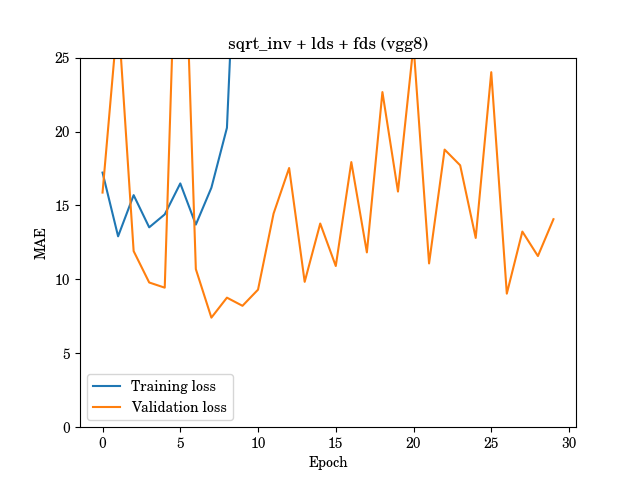 sqrt_inv + lds + fds (vgg8)
25
20
15
10
5
0
MAE
Training loss
Validation loss
0 5 10 15 20 25 30
Epoch